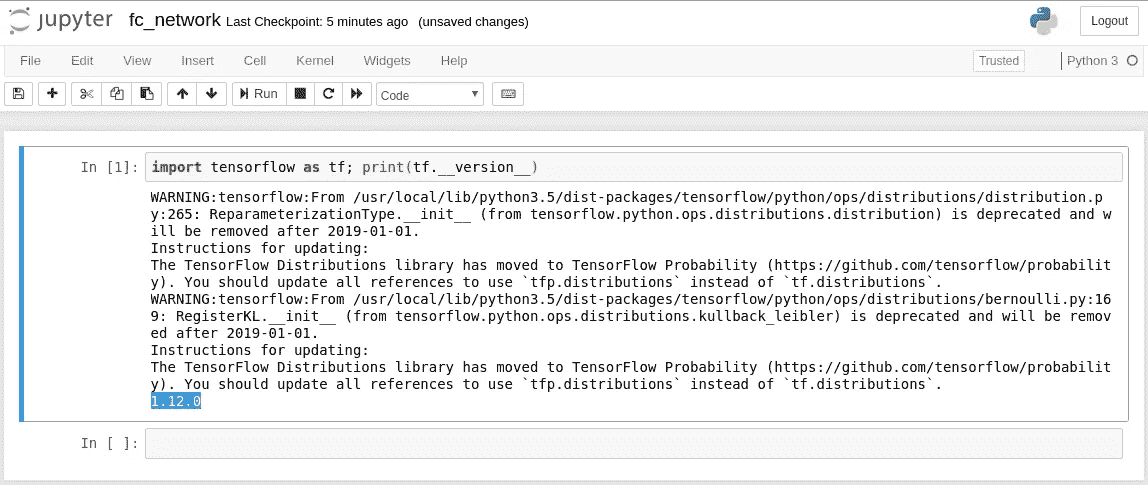 jupyter fc_network Last Checkpoint: 5 minutes ago (unsaved changes) Logout
File Edit View Insert Cell Kernel Widgets Help Trusted Python 3
Run Code
In [1]: import tensorflow as tf; print(tf.__version__)
WARNING:tensorflow:From /usr/local/lib/python3.5/dist-packages/tensorflow/python/ops/distributions/distribution.p
y:265: ReparameterizationType.__init__ (from tensorflow.python.ops.distributions.distribution) is deprecated and w
ill be removed after 2019-01-01.
Instructions for updating:
The TensorFlow Distributions library has moved to TensorFlow Probability (https://github.com/tensorflow/probabilit
y). You should update all references to use `tfp.distributions` instead of `tf.distributions`.
WARNING:tensorflow:From /usr/local/lib/python3.5/dist-packages/tensorflow/python/ops/distributions/bernoulli.py:16
9: RegisterKL.__init__ (from tensorflow.python.ops.distributions.kullback_leibler) is deprecated and will be remov
ed after 2019-01-01.
Instructions for updating:
The TensorFlow Distributions library has moved to TensorFlow Probability (https://github.com/tensorflow/probabilit
y). You should update all references to use `tfp.distributions` instead of `tf.distributions`.
1.12.0
In [ ]: